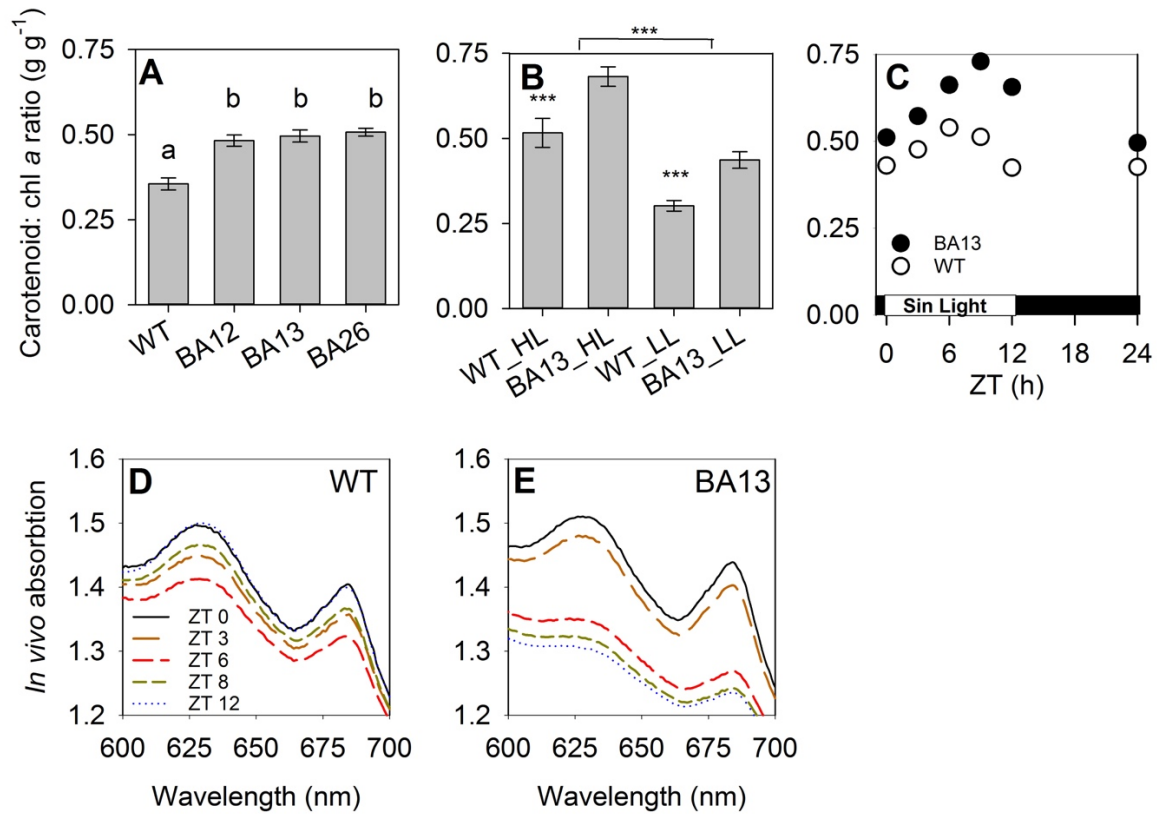 Carotenoid: chl a ratio (g g⁻¹)
A
0.75
0.50
0.25
0.00
a
b
b
b
WT
BA12
BA13
BA26
B
***
0.75
0.50
0.25
0.00
***
***
WT_HL
BA13_HL
WT_LL
BA13_LL
C
0.75
0.50
0.25
0.00
BA13
WT
Sin Light
0
6
12
18
24
ZT (h)
In vivo absorbtion
D
WT
1.6
1.5
1.4
1.3
1.2
ZT 0
ZT 3
ZT 6
ZT 8
ZT 12
600
625
650
675
700
Wavelength (nm)
E
BA13
1.6
1.5
1.4
1.3
1.2
600
625
650
675
700
Wavelength (nm)